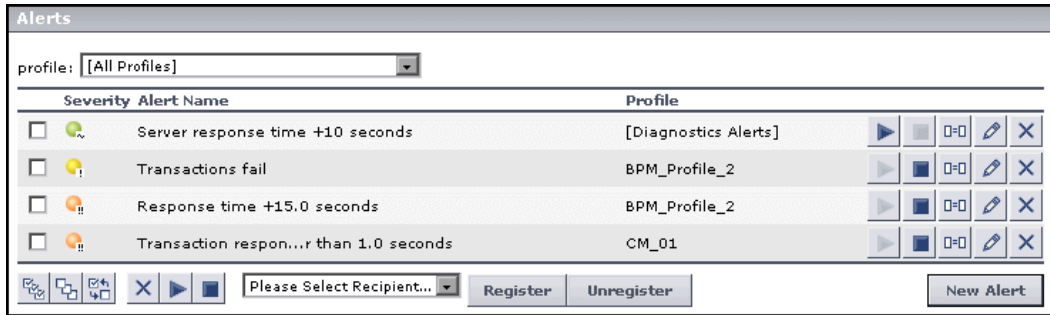 Alerts
profile: [All Profiles]
Severity Alert Name Profile
Server response time +10 seconds [Diagnostics Alerts]
Transactions fail BPM_Profile_2
Response time +15.0 seconds BPM_Profile_2
Transaction respon...r than 1.0 seconds CM_01
Please Select Recipient... Register Unregister New Alert